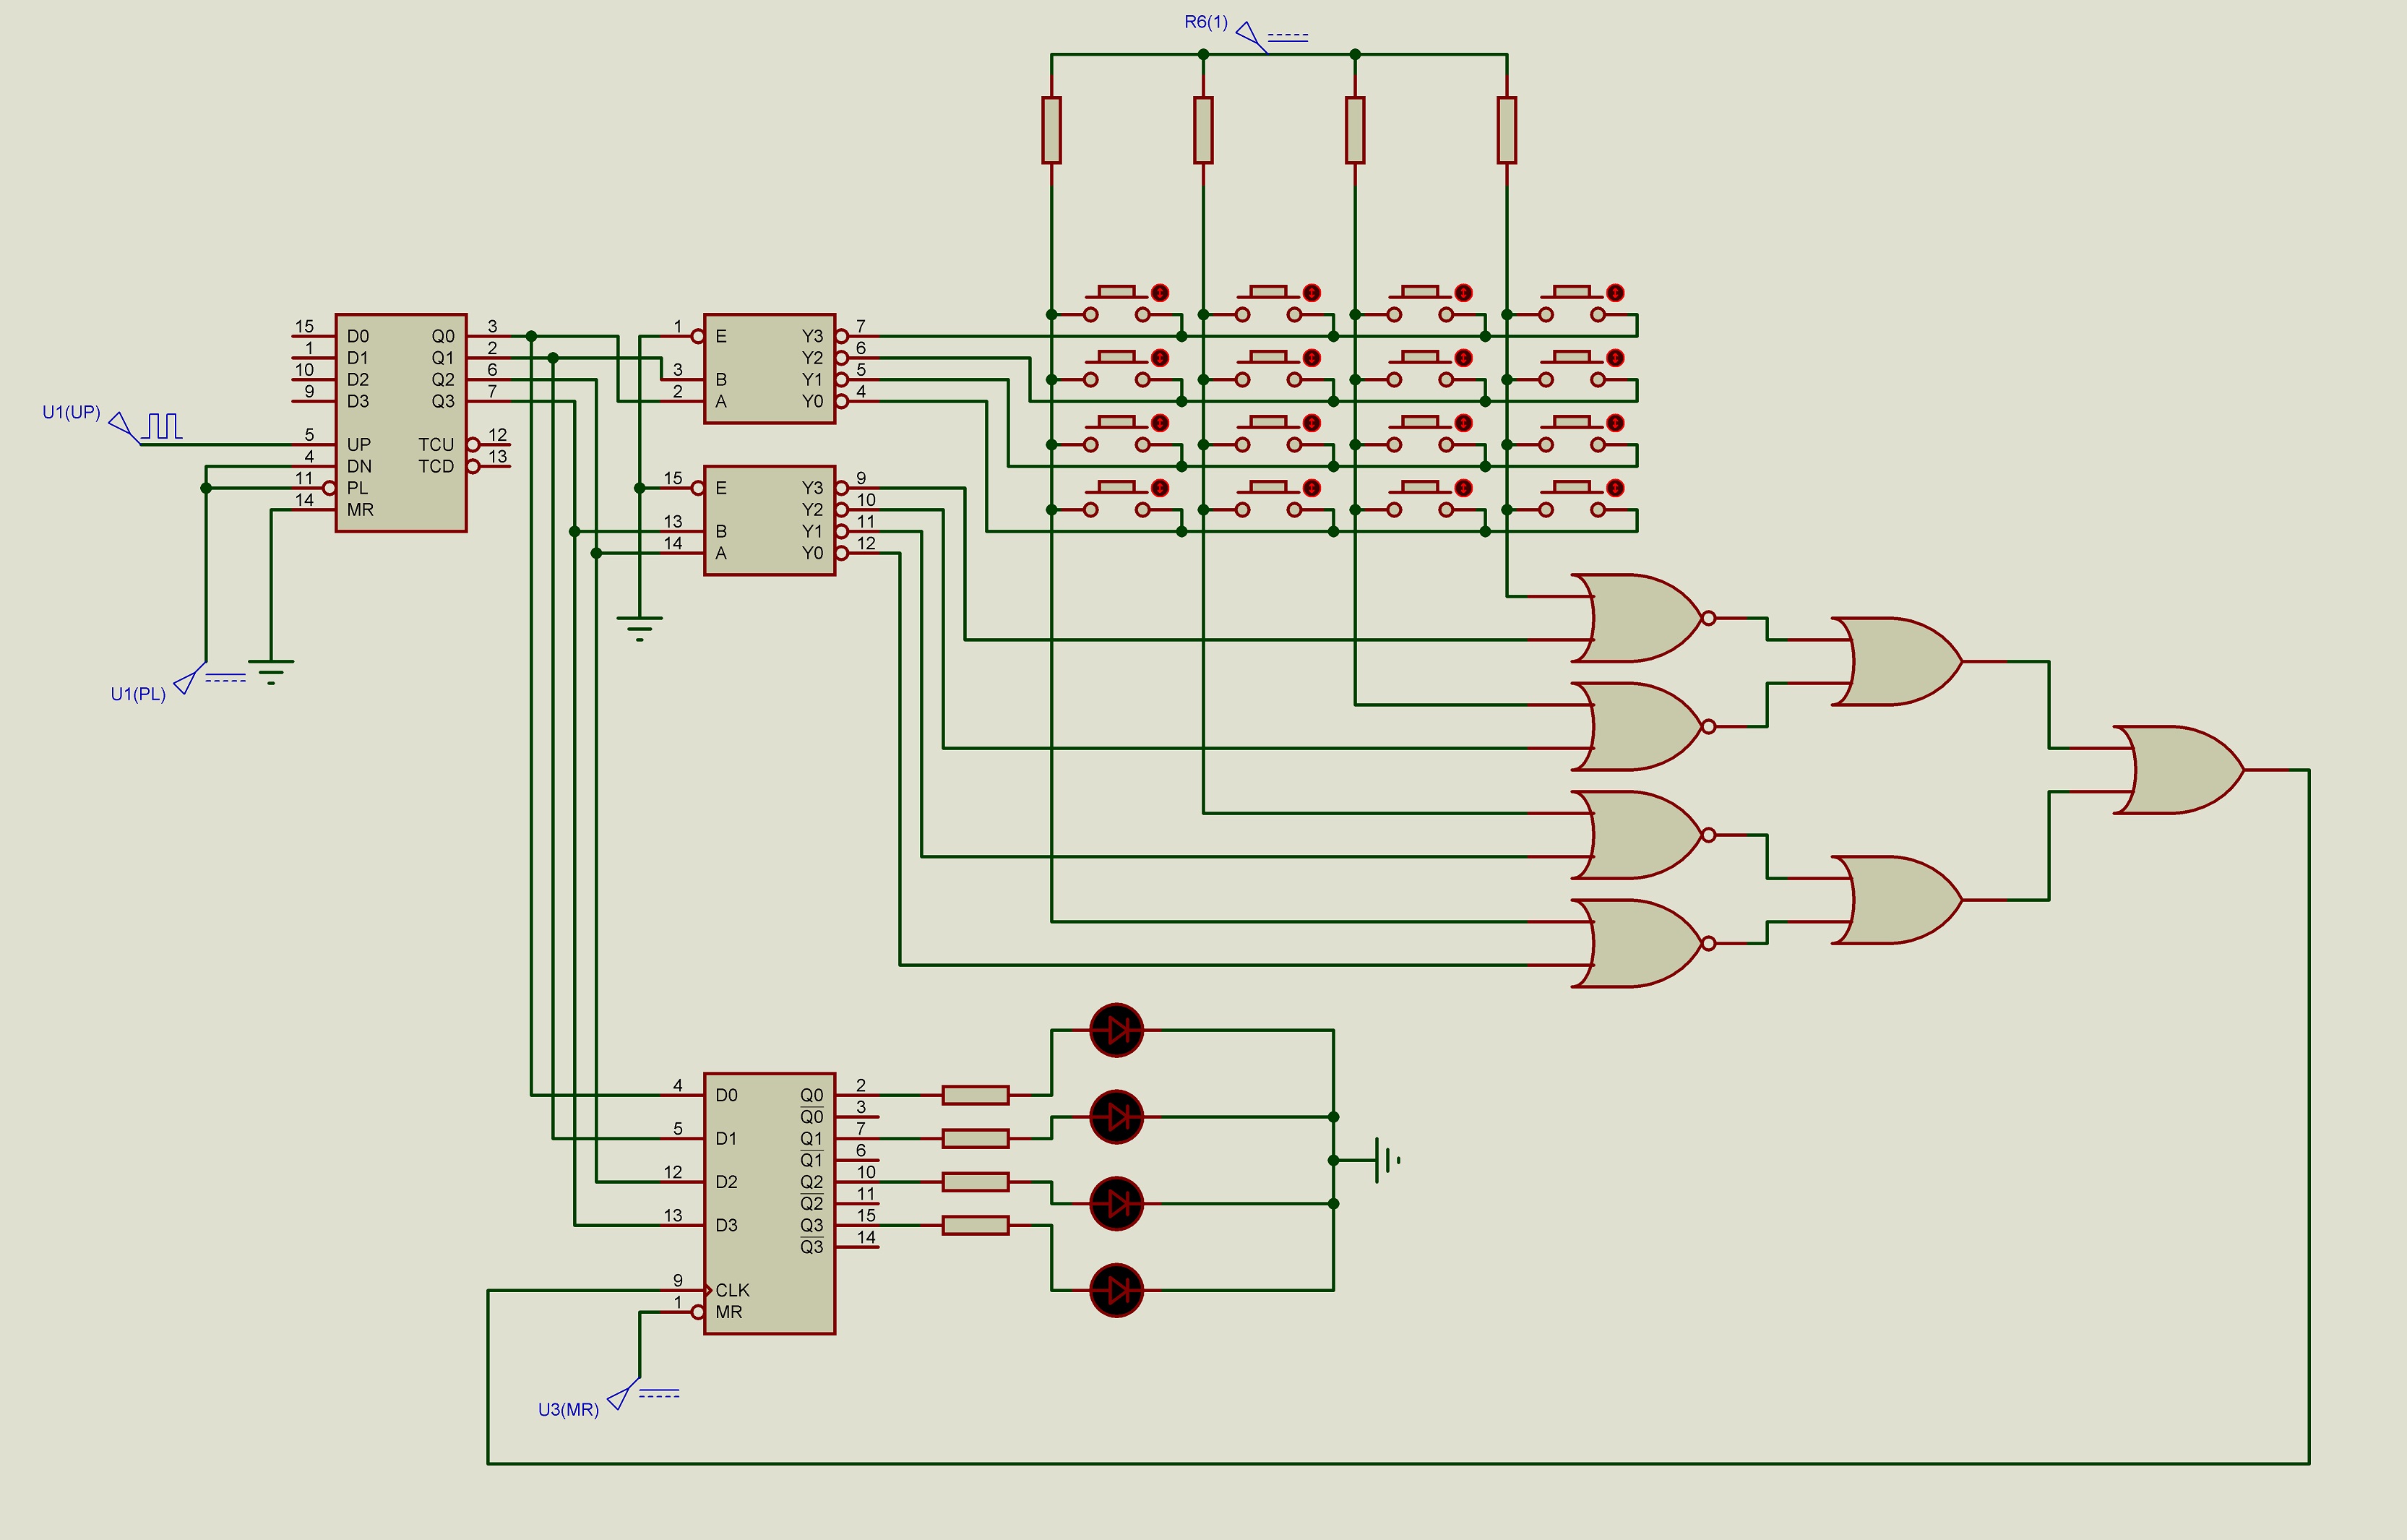 R6(1)
15 D0 Q0 3
1 D1 Q1 2
10 D2 Q2 6
9 D3 Q3 7
U1(UP)
5 UP TCU 12
4 DN TCD 13
11 PL
14 MR
U1(PL)
1 E Y3 7
Y2 6
3 B Y1 5
2 A Y0 4
15 E Y3 9
Y2 10
13 B Y1 11
14 A Y0 12
4 D0 Q0 2
Q0 3
5 D1 Q1 7
Q1 6
12 D2 Q2 10
Q2 11
13 D3 Q3 15
Q3 14
9 CLK
1 MR
U3(MR)